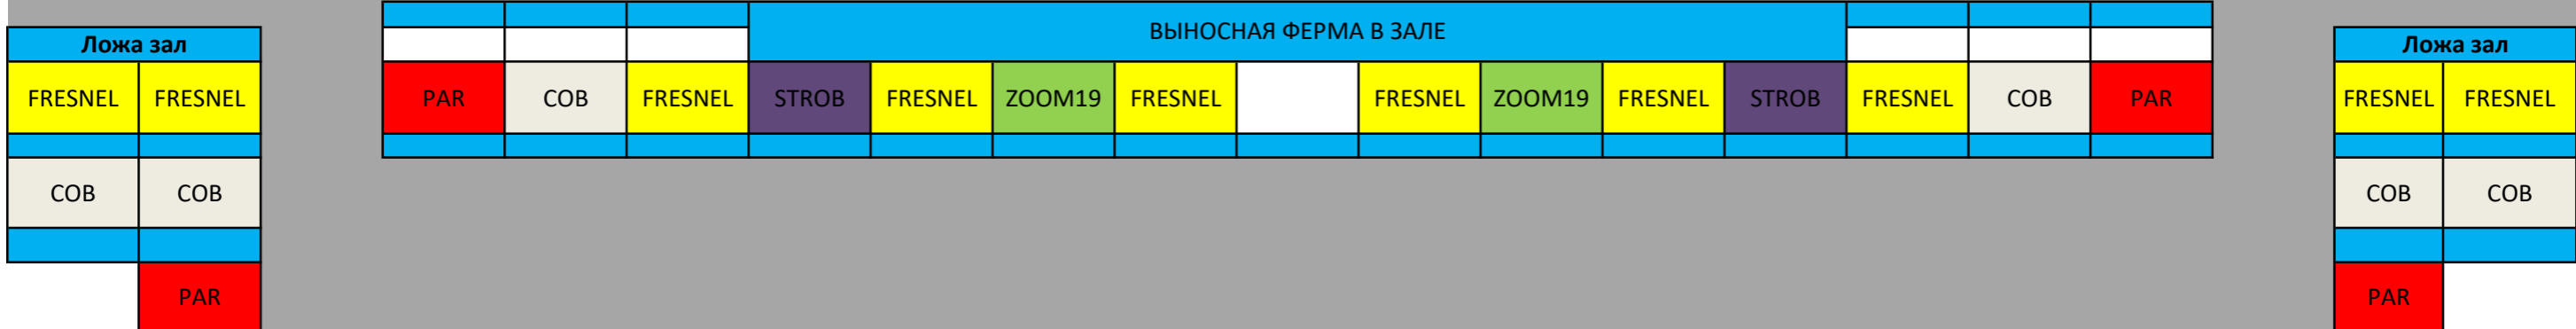 ВЫНОСНАЯ ФЕРМА В ЗАЛЕ
Ложа зал
Ложа зал
FRESNEL FRESNEL
PAR COB FRESNEL STROB FRESNEL ZOOM19 FRESNEL FRESNEL ZOOM19 FRESNEL STROB FRESNEL COB PAR
FRESNEL FRESNEL
COB COB
COB COB
PAR
PAR